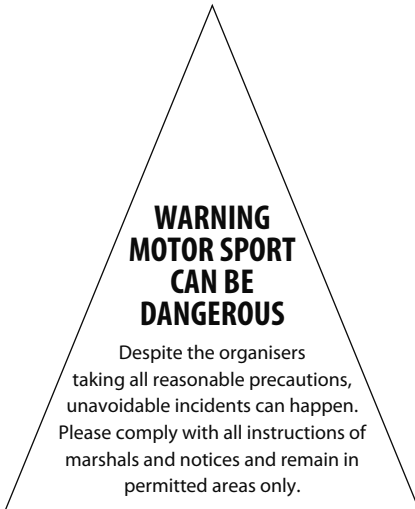 WARNING
MOTOR SPORT
CAN BE
DANGEROUS
Despite the organisers
taking all reasonable precautions,
unavoidable incidents can happen.
Please comply with all instructions of
marshals and notices and remain in
permitted areas only.